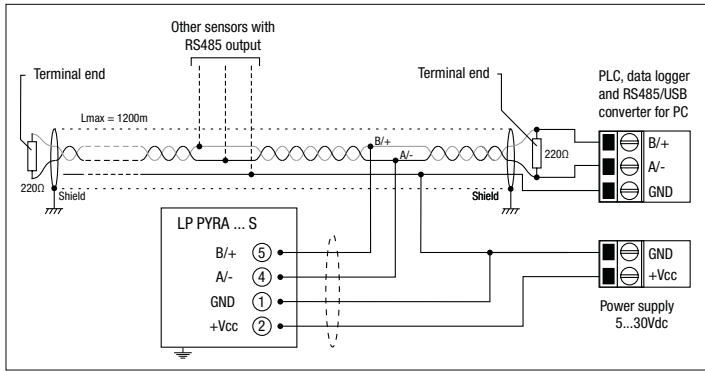 Other sensors with
RS485 output
Terminal end
Terminal end
PLC, data logger
and RS485/USB
converter for PC
Lmax = 1200m
B/+
A/-
220Ω
220Ω
Shield
Shield
B/+
A/-
GND
LP PYRA ... S
B/+ 5
A/- 4
GND 1
+Vcc 2
GND
+Vcc
Power supply
5...30Vdc